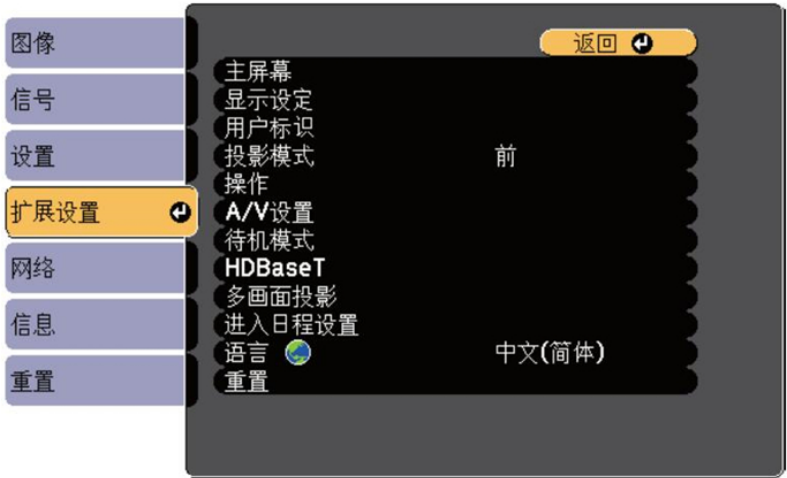 图像
信号
设置
扩展设置
网络
信息
重置
返回
主屏幕
显示设定
用户标识
投影模式 前
操作
A/V设置
待机模式
HDBaseT
多画面投影
进入日程设置
语言 中文(简体)
重置